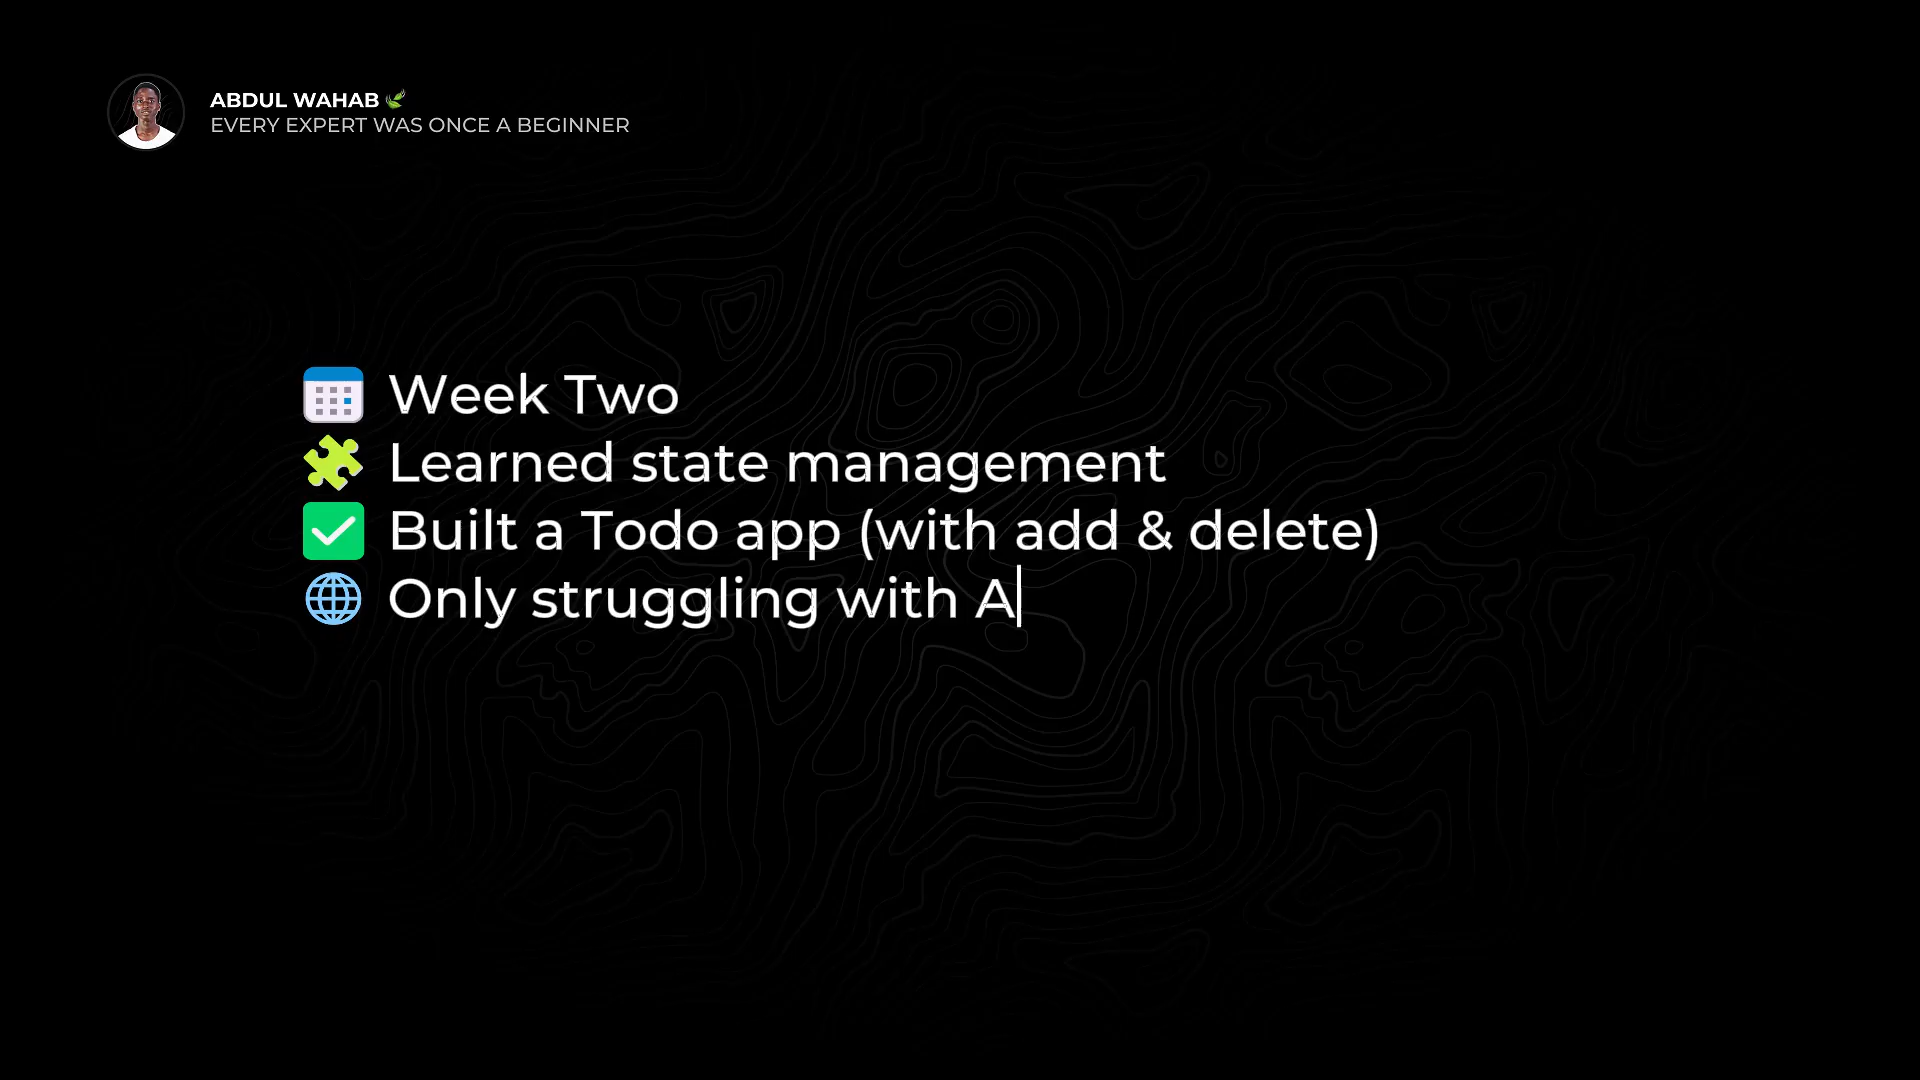 ABDUL WAHAB
EVERY EXPERT WAS ONCE A BEGINNER
Week Two
Learned state management
Built a Todo app (with add & delete)
Only struggling with A